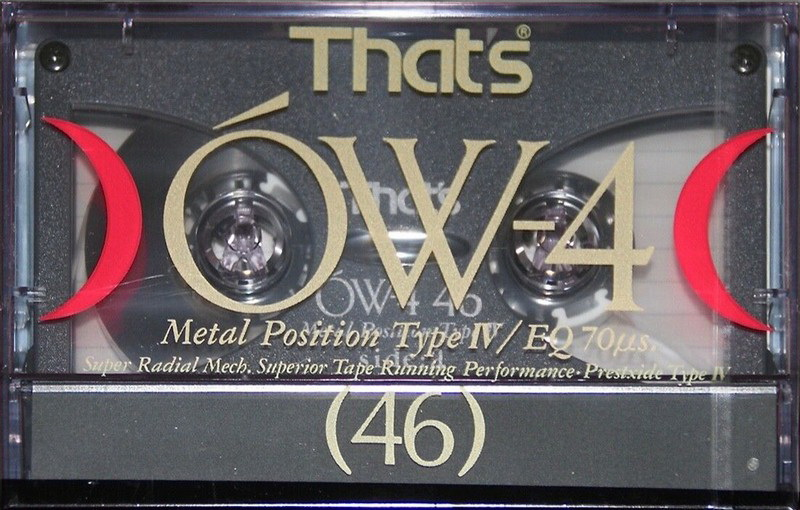 That's®
ÓW-4
That's
ÓW-4 46
Metal Position Type IV/EQ 70μs.
Super Radial Mech. Superior Tape Running Performance·Prestxide Type IV
(46)